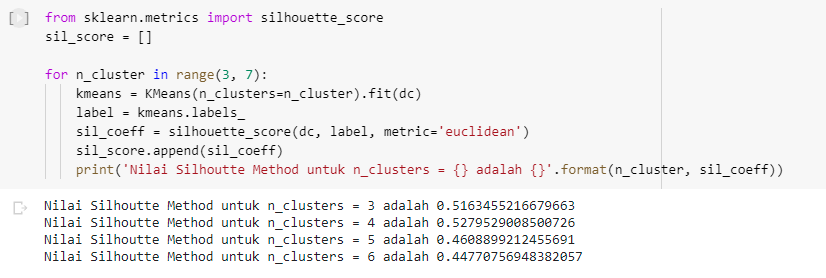 from sklearn.metrics import silhouette_score
sil_score = []
for n_cluster in range(3, 7):
    kmeans = KMeans(n_clusters=n_cluster).fit(dc)
    label = kmeans.labels_
    sil_coeff = silhouette_score(dc, label, metric='euclidean')
    sil_score.append(sil_coeff)
    print('Nilai Silhoutte Method untuk n_clusters = {} adalah {}'.format(n_cluster, sil_coeff))
Nilai Silhoutte Method untuk n_clusters = 3 adalah 0.5163455216679663
Nilai Silhoutte Method untuk n_clusters = 4 adalah 0.5279529008500726
Nilai Silhoutte Method untuk n_clusters = 5 adalah 0.4608899212455691
Nilai Silhoutte Method untuk n_clusters = 6 adalah 0.44770756948382057